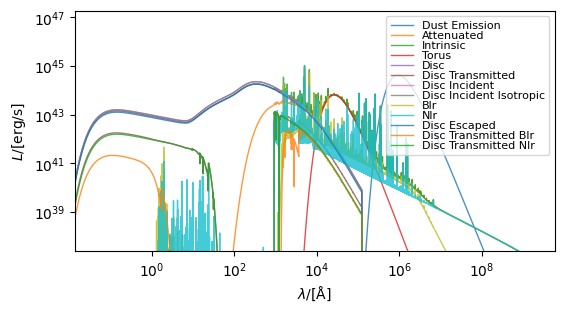 10^47
10^45
10^43
10^41
10^39
L/[erg/s]
Dust Emission
Attenuated
Intrinsic
Torus
Disc
Disc Transmitted
Disc Incident
Disc Incident Isotropic
Blr
Nlr
Disc Escaped
Disc Transmitted Blr
Disc Transmitted Nlr
10^0 10^2 10^4 10^6 10^8
λ/[Å]